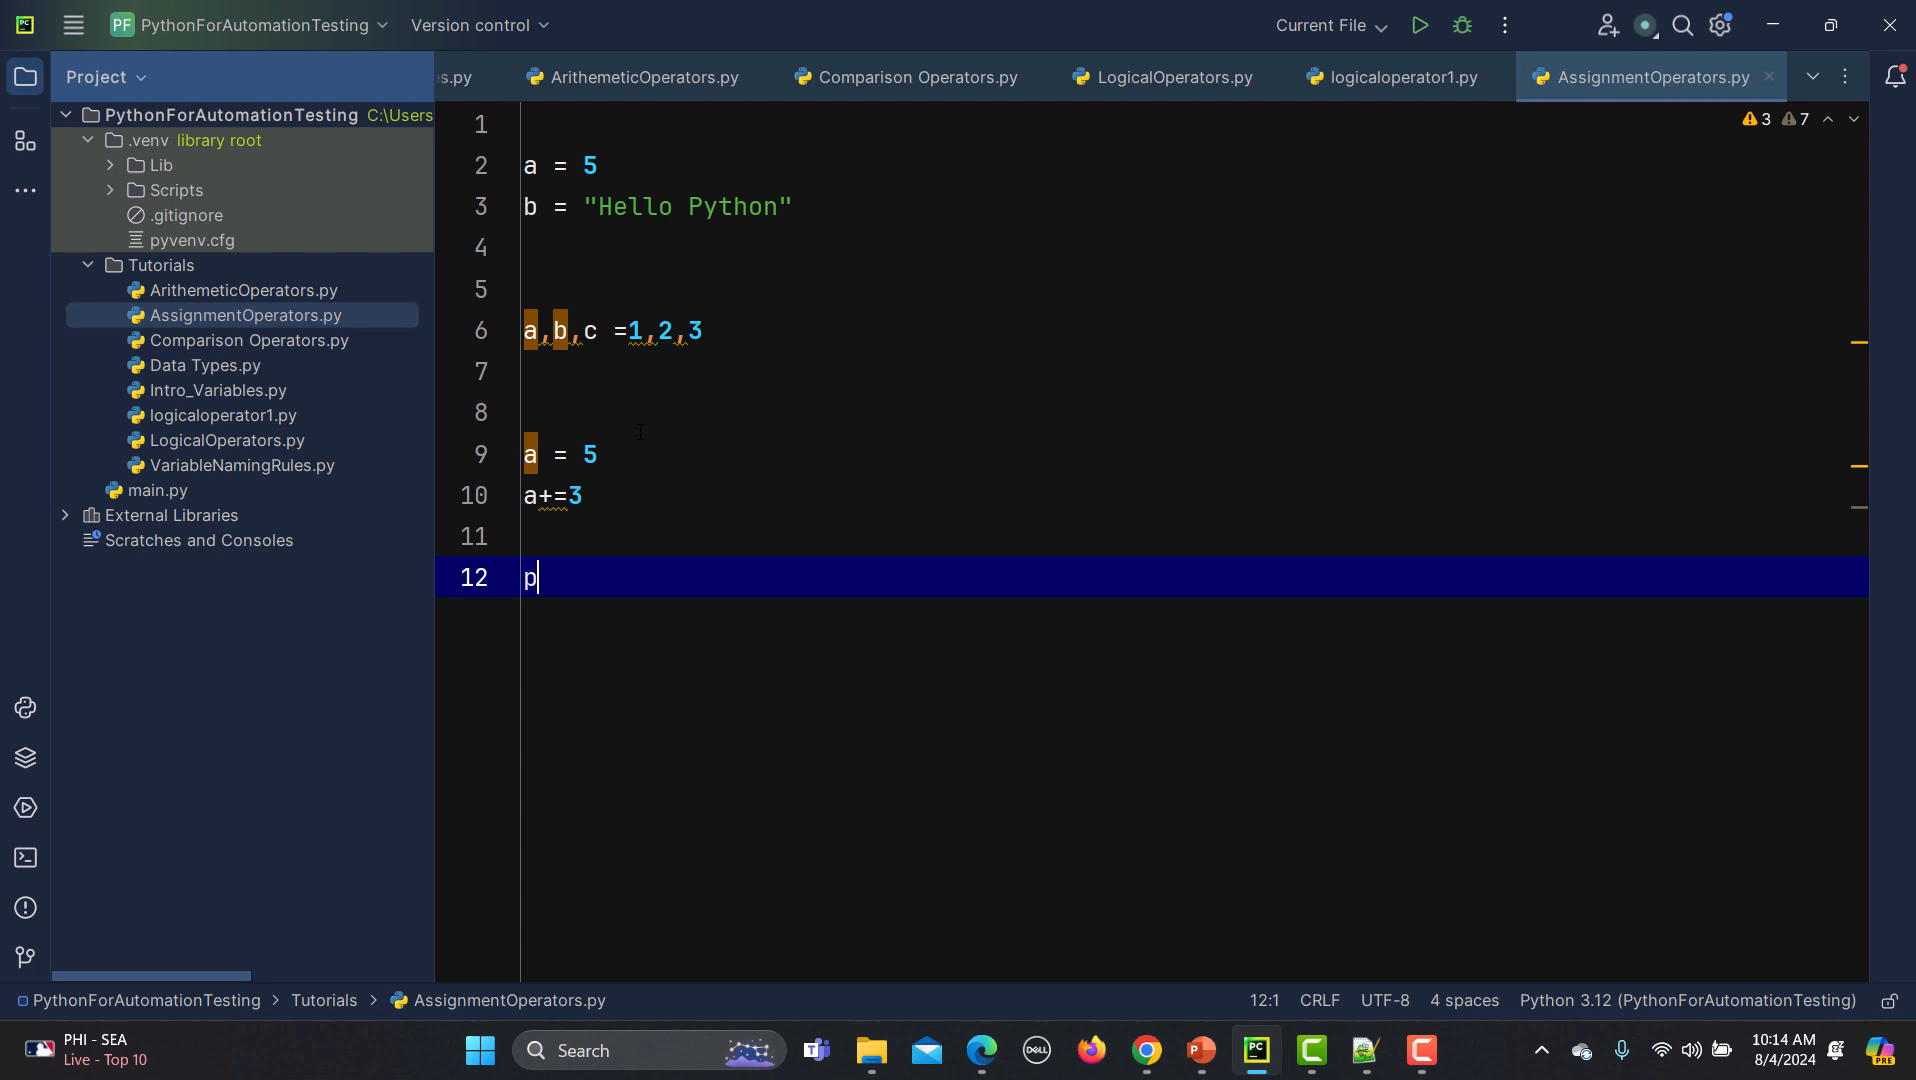 PC
PF PythonForAutomationTesting
Version control
Current File
Project
s.py
ArithemeticOperators.py
Comparison Operators.py
LogicalOperators.py
logicaloperator1.py
AssignmentOperators.py
PythonForAutomationTesting C:\Users
.venv library root
Lib
Scripts
.gitignore
pyvenv.cfg
Tutorials
ArithemeticOperators.py
AssignmentOperators.py
Comparison Operators.py
Data Types.py
Intro_Variables.py
logicaloperator1.py
LogicalOperators.py
VariableNamingRules.py
main.py
External Libraries
Scratches and Consoles
3 7
1
2 a = 5
3 b = "Hello Python"
4
5
6 a,b,c =1,2,3
7
8
9 a = 5
10 a+=3
11
12 p
PythonForAutomationTesting > Tutorials > AssignmentOperators.py
12:1 CRLF UTF-8 4 spaces Python 3.12 (PythonForAutomationTesting)
PHI - SEA
Live - Top 10
Search
DELL
PC
10:14 AM
8/4/2024
PRE